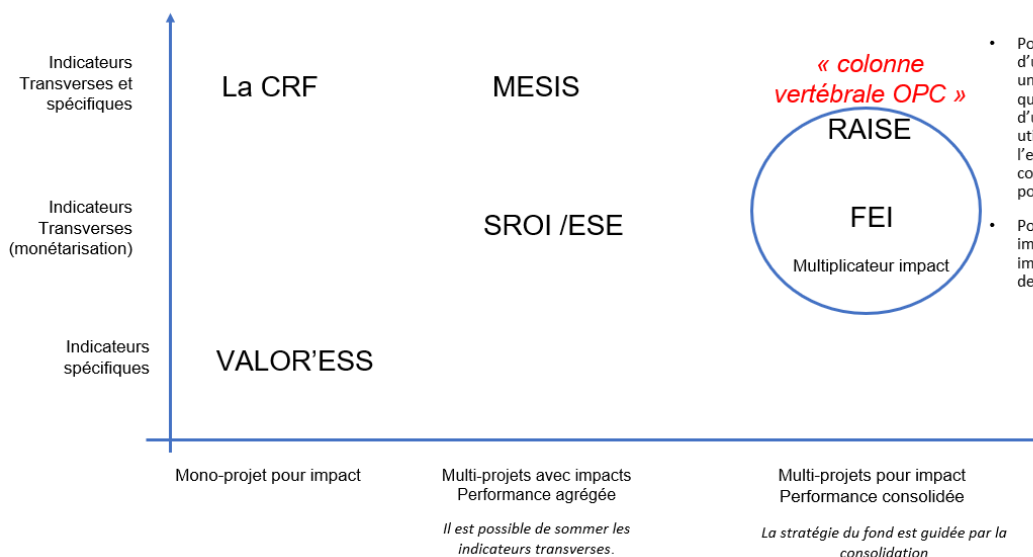 Indicateurs
Transverses et
spécifiques
La CRF
MESIS
« colonne
vertébrale OPC »
RAISE
Indicateurs
Transverses
(monétarisation)
SROI /ESE
FEI
Multiplicateur impact
Indicateurs
spécifiques
VALOR'ESS
•
•
de
Mono-projet pour impact
Multi-projets avec impacts
Performance agrégée
Il est possible de sommer les
indicateurs transverses.
Multi-projets pour impact
Performance consolidée
La stratégie du fond est guidée par la
consolidation